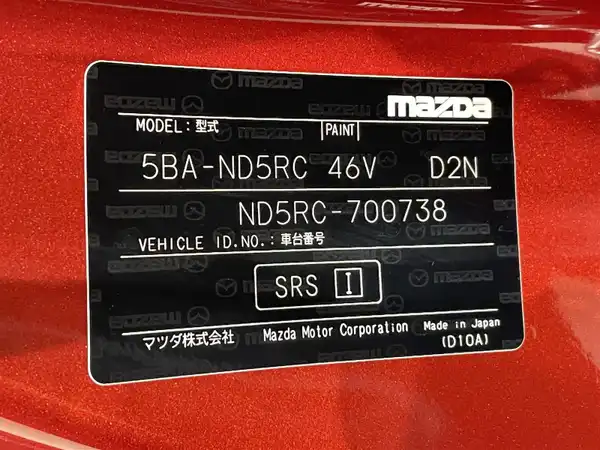 mazda
MODEL:型式 PAINT
5BA-ND5RC 46V D2N
ND5RC-700738
VEHICLE ID.NO.:車台番号
SRS I
マツダ株式会社 Mazda Motor Corporation Made in Japan
(D10A)